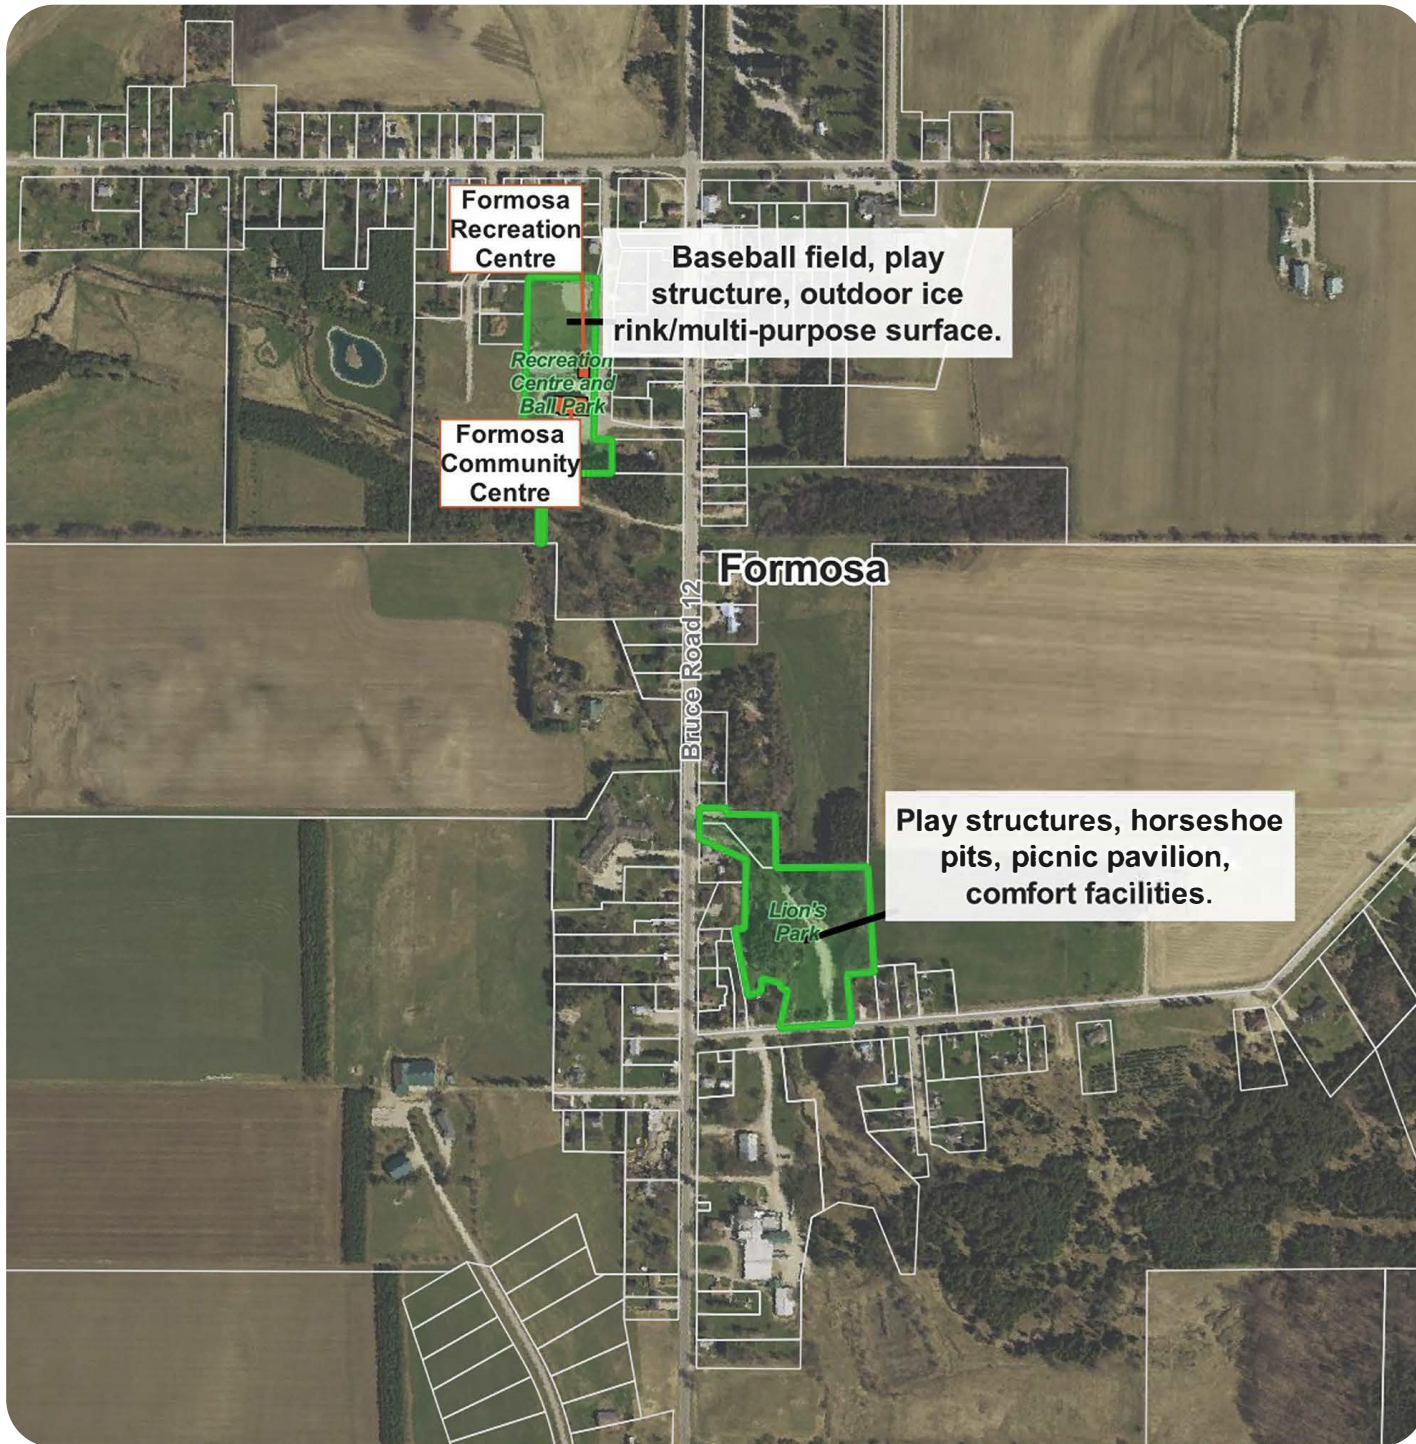 Formosa
Recreation
Centre
Baseball field, play
structure, outdoor ice
rink/multi-purpose surface.
Recreation
Centre and
Ball Park
Formosa
Community
Centre
Formosa
Bruce Road 12
Play structures, horseshoe
pits, picnic pavilion,
comfort facilities.
Lion's
Park